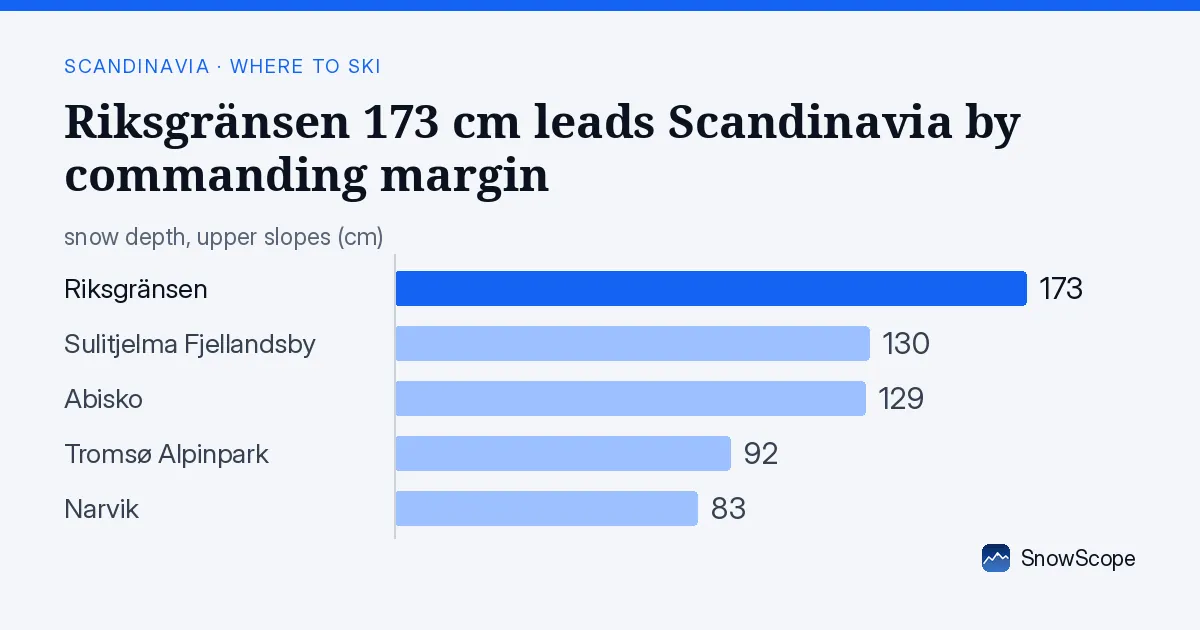 SCANDINAVIA · WHERE TO SKI
Riksgränsen 173 cm leads Scandinavia by
commanding margin
snow depth, upper slopes (cm)
Riksgränsen 173
Sulitjelma Fjellandsby 130
Abisko 129
Tromsø Alpinpark 92
Narvik 83
SnowScope